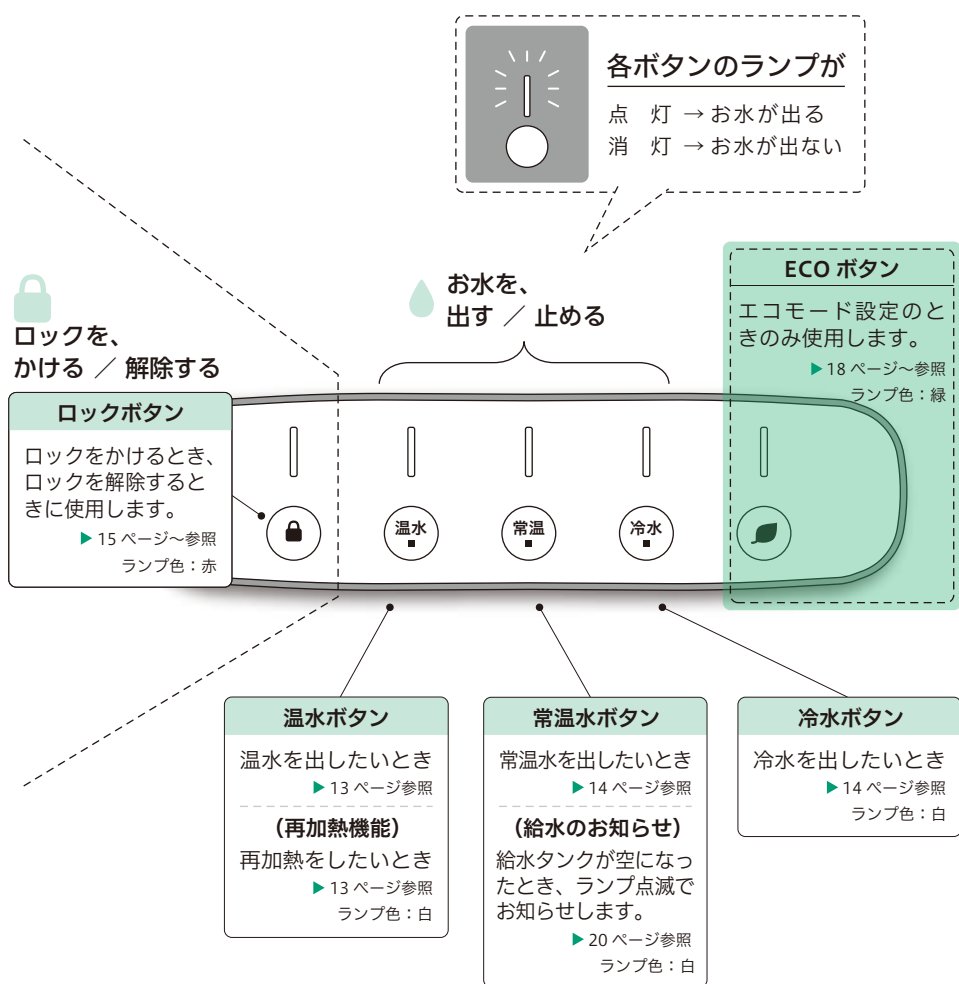 各ボタンのランプが
点　灯 → お水が出る
消　灯 → お水が出ない
ロックを、
かける ／ 解除する
お水を、
出す ／ 止める
ECO ボタン
エコモード設定のと
きのみ使用します。
▶ 18 ページ～参照
ランプ色：緑
ロックボタン
ロックをかけるとき、
ロックを解除すると
きに使用します。
▶ 15 ページ～参照
ランプ色：赤
温水
常温
冷水
温水ボタン
温水を出したいとき
▶ 13 ページ参照
（再加熱機能）
再加熱をしたいとき
▶ 13 ページ参照
ランプ色：白
常温水ボタン
常温水を出したいとき
▶ 14 ページ参照
（給水のお知らせ）
給水タンクが空になっ
たとき、ランプ点滅で
お知らせします。
▶ 20 ページ参照
ランプ色：白
冷水ボタン
冷水を出したいとき
▶ 14 ページ参照
ランプ色：白